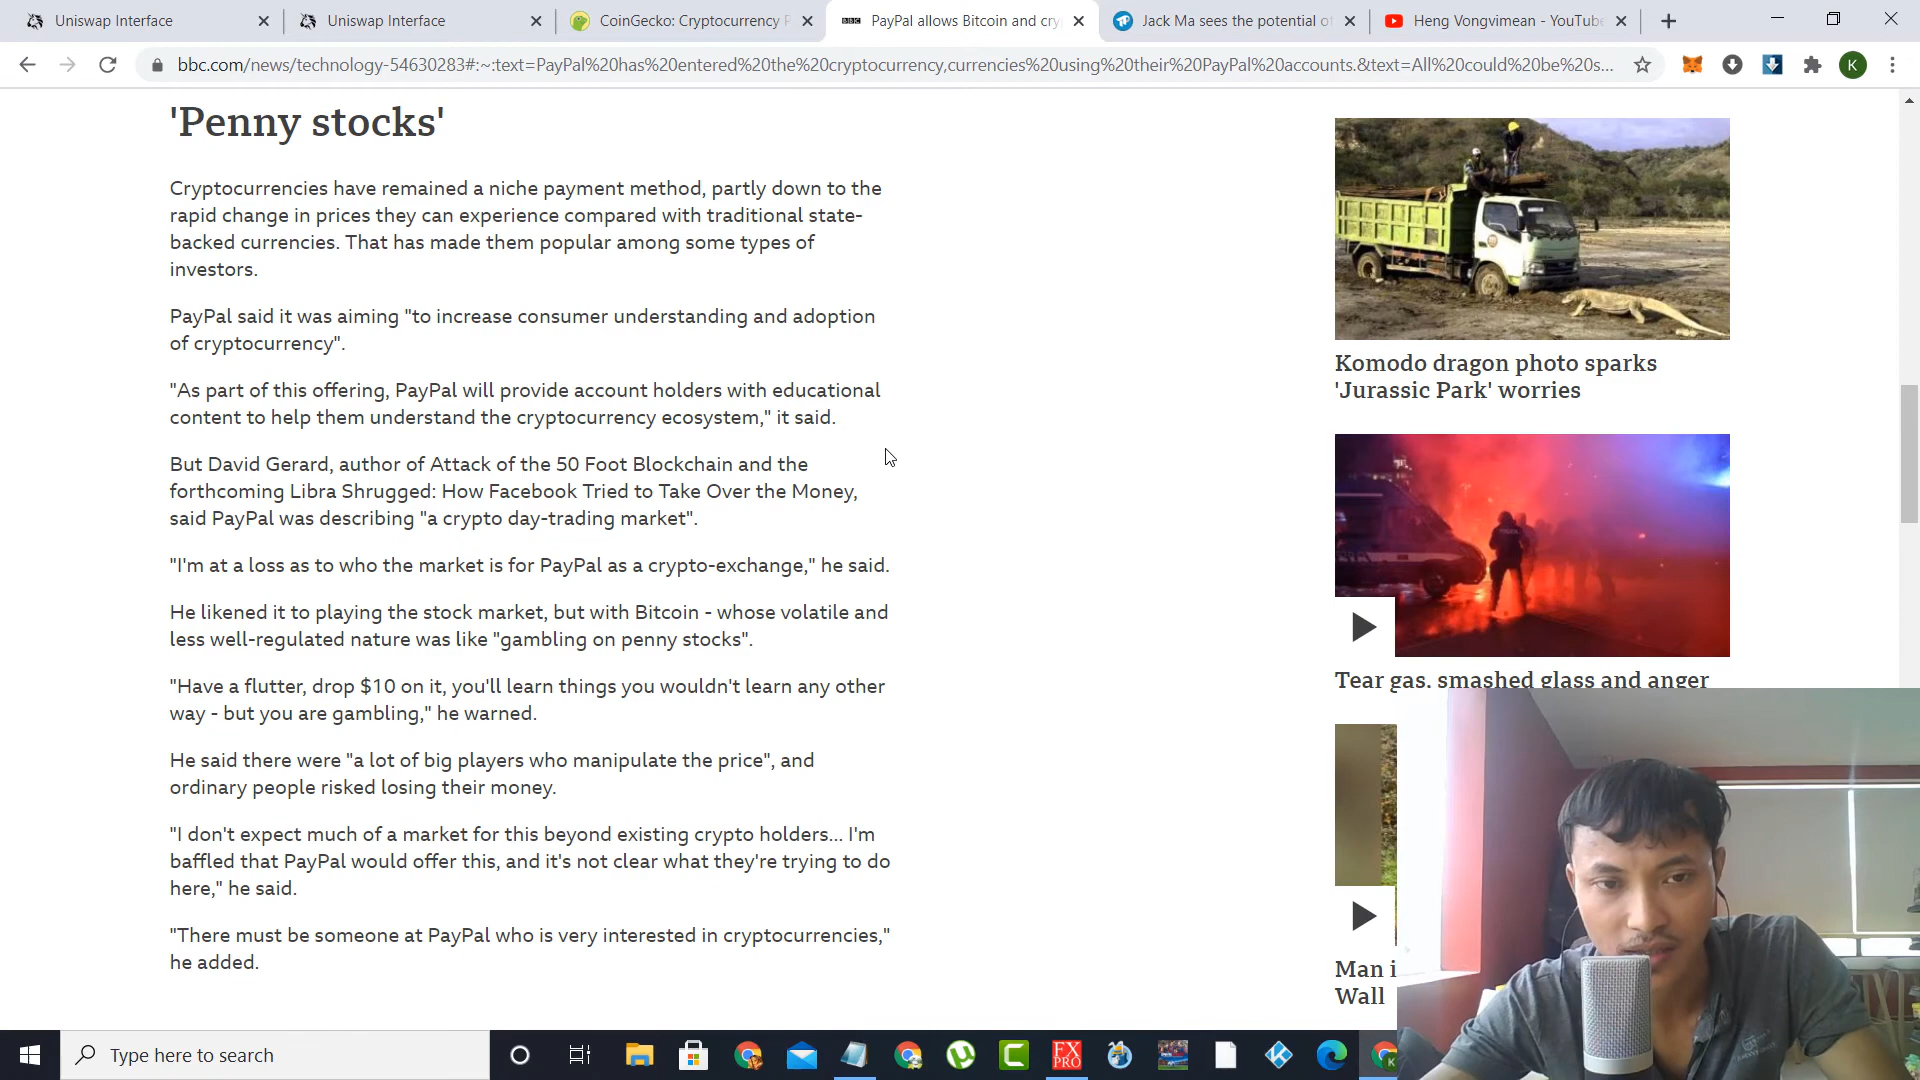 Uniswap Interface
Uniswap Interface
CoinGecko: Cryptocurrency P
BBC
PayPal allows Bitcoin and cry
Jack Ma sees the potential of
Heng Vongvimean - YouTube
bbc.com/news/technology-54630283#:~:text=PayPal%20has%20entered%20the%20cryptocurrency,currencies%20using%20their%20PayPal%20accounts.&text=All%20could%20be%20s...
K
'Penny stocks'
Cryptocurrencies have remained a niche payment method, partly down to the
rapid change in prices they can experience compared with traditional state-
backed currencies. That has made them popular among some types of
investors.
PayPal said it was aiming "to increase consumer understanding and adoption
of cryptocurrency".
"As part of this offering, PayPal will provide account holders with educational
content to help them understand the cryptocurrency ecosystem," it said.
But David Gerard, author of Attack of the 50 Foot Blockchain and the
forthcoming Libra Shrugged: How Facebook Tried to Take Over the Money,
said PayPal was describing "a crypto day-trading market".
"I'm at a loss as to who the market is for PayPal as a crypto-exchange," he said.
He likened it to playing the stock market, but with Bitcoin - whose volatile and
less well-regulated nature was like "gambling on penny stocks".
"Have a flutter, drop $10 on it, you'll learn things you wouldn't learn any other
way - but you are gambling," he warned.
He said there were "a lot of big players who manipulate the price", and
ordinary people risked losing their money.
"I don't expect much of a market for this beyond existing crypto holders... I'm
baffled that PayPal would offer this, and it's not clear what they're trying to do
here," he said.
"There must be someone at PayPal who is very interested in cryptocurrencies,"
he added.
Komodo dragon photo sparks
'Jurassic Park' worries
Tear gas, smashed glass and anger
Man i
Wall
Type here to search
FX
PRO
K